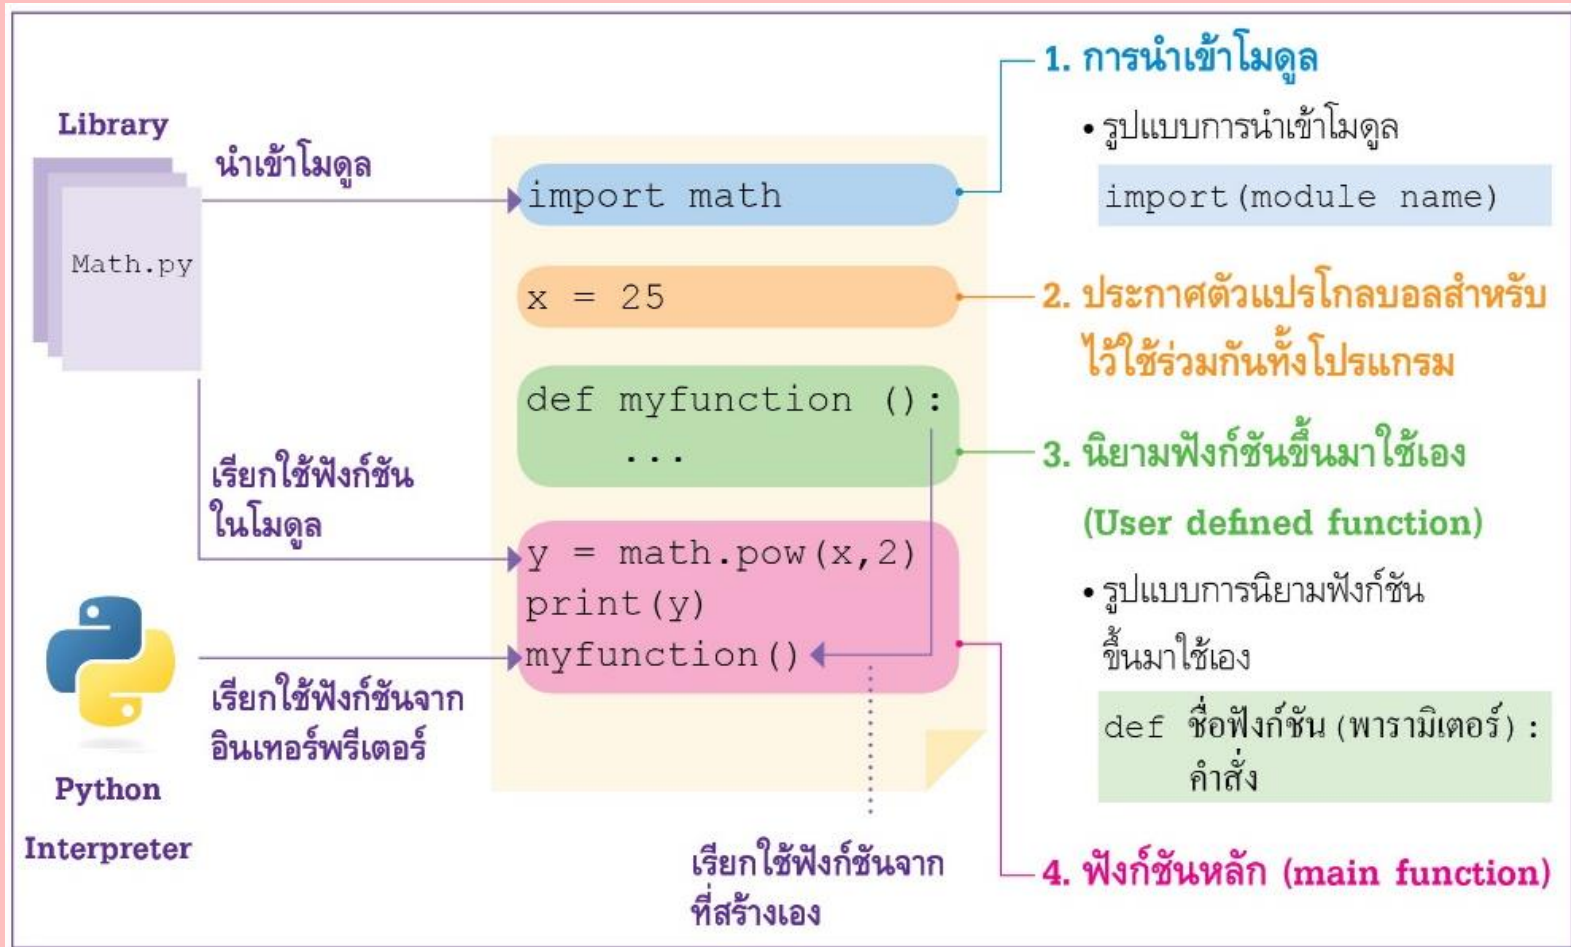 Library
Math.py
นำเข้าโมดูล
เรียกใช้ฟังก์ชัน
ในโมดูล
Python
Interpreter
เรียกใช้ฟังก์ชันจาก
อินเทอร์พรีเตอร์
import math
x = 25
def myfunction ():
...
y = math.pow(x,2)
print(y)
myfunction()
เรียกใช้ฟังก์ชันจาก
ที่สร้างเอง
1. การนำเข้าโมดูล
• รูปแบบการนำเข้าโมดูล
import(module name)
2. ประกาศตัวแปรโกลบอลสำหรับ
ไว้ใช้ร่วมกันทั้งโปรแกรม
3. นิยามฟังก์ชันขึ้นมาใช้เอง
(User defined function)
• รูปแบบการนิยามฟังก์ชัน
ขึ้นมาใช้เอง
def ชื่อฟังก์ชัน(พารามิเตอร์):
คำสั่ง
4. ฟังก์ชันหลัก (main function)